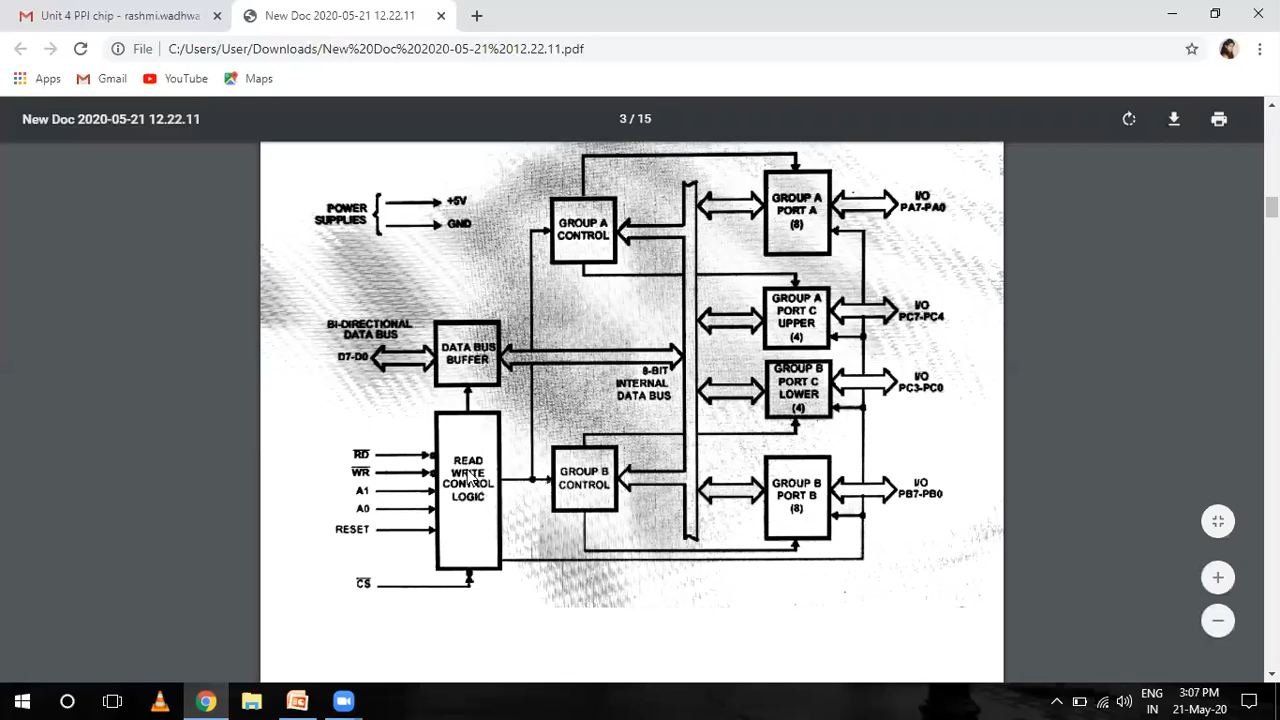 Unit 4 PPI chip - rashmi.wadhwa
New Doc 2020-05-21 12.22.11
File
C:/Users/User/Downloads/New%20Doc%202020-05-21%2012.22.11.pdf
Apps
Gmail
YouTube
Maps
New Doc 2020-05-21 12.22.11
3 / 15
POWER
SUPPLIES
+5V
GND
GROUP A
CONTROL
GROUP A
PORT A
(8)
I/O
PA7-PA0
GROUP A
PORT C
UPPER
(4)
I/O
PC7-PC4
BI-DIRECTIONAL
DATA BUS
D7-D0
DATA BUS
BUFFER
8-BIT
INTERNAL
DATA BUS
GROUP B
PORT C
LOWER
(4)
I/O
PC3-PC0
RD
WR
A1
A0
RESET
CS
READ
WRITE
CONTROL
LOGIC
GROUP B
CONTROL
GROUP B
PORT B
(8)
I/O
PB7-PB0
ENG
IN
3:07 PM
21-May-20